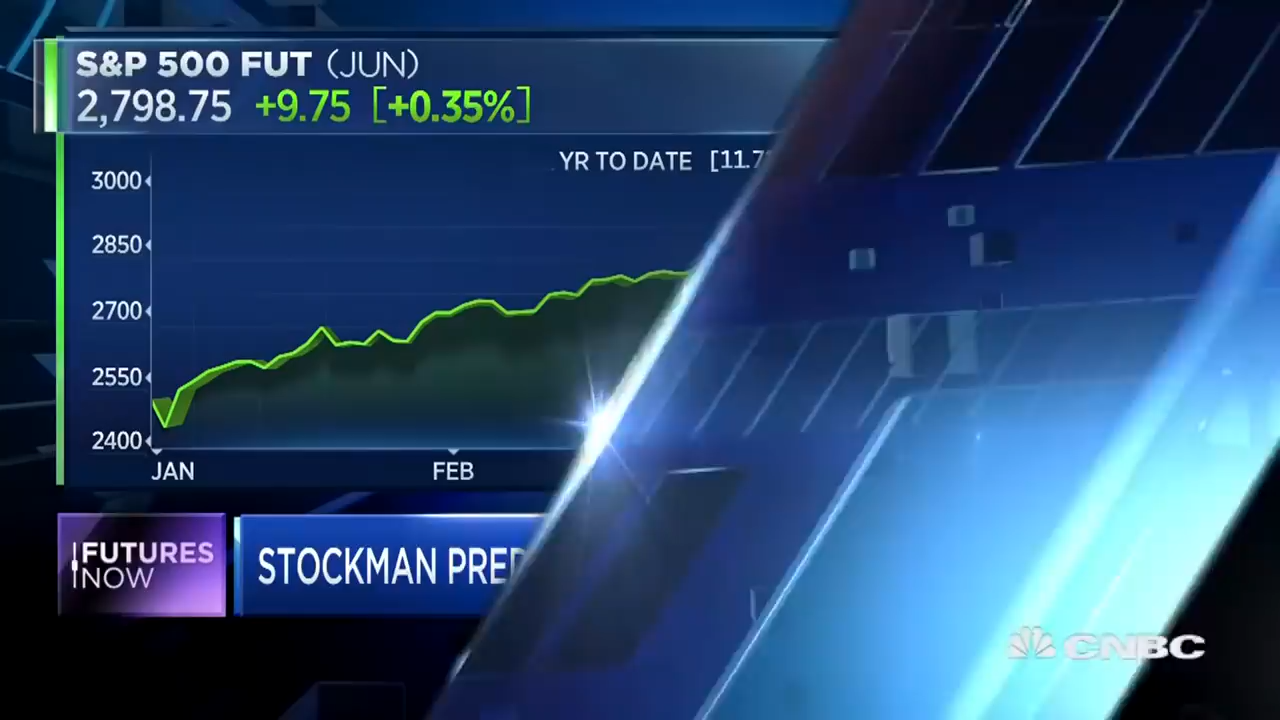 S&P 500 FUT (JUN)
2,798.75 +9.75 [+0.35%]
YR TO DATE [11.7
3000
2850
2700
2550
2400
JAN FEB
FUTURES
NOW
STOCKMAN PRED
CNBC